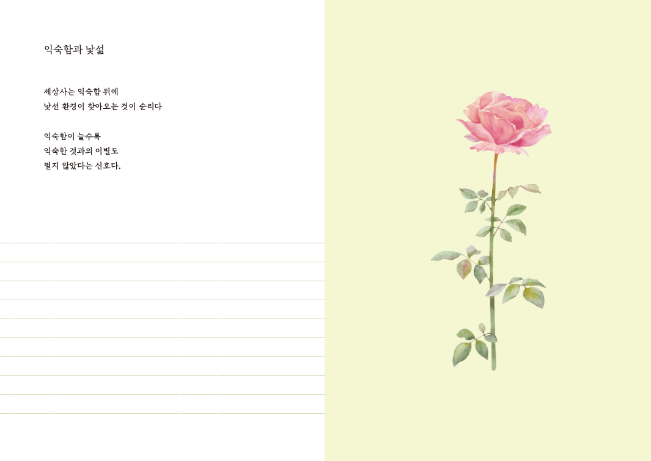 익숙함과 낯섦
세상사는 익숙함 뒤에
낯선 환경이 찾아오는 것이 순리다
익숙함이 늘수록
익숙한 것과의 이별도
멀지 않았다는 신호다.